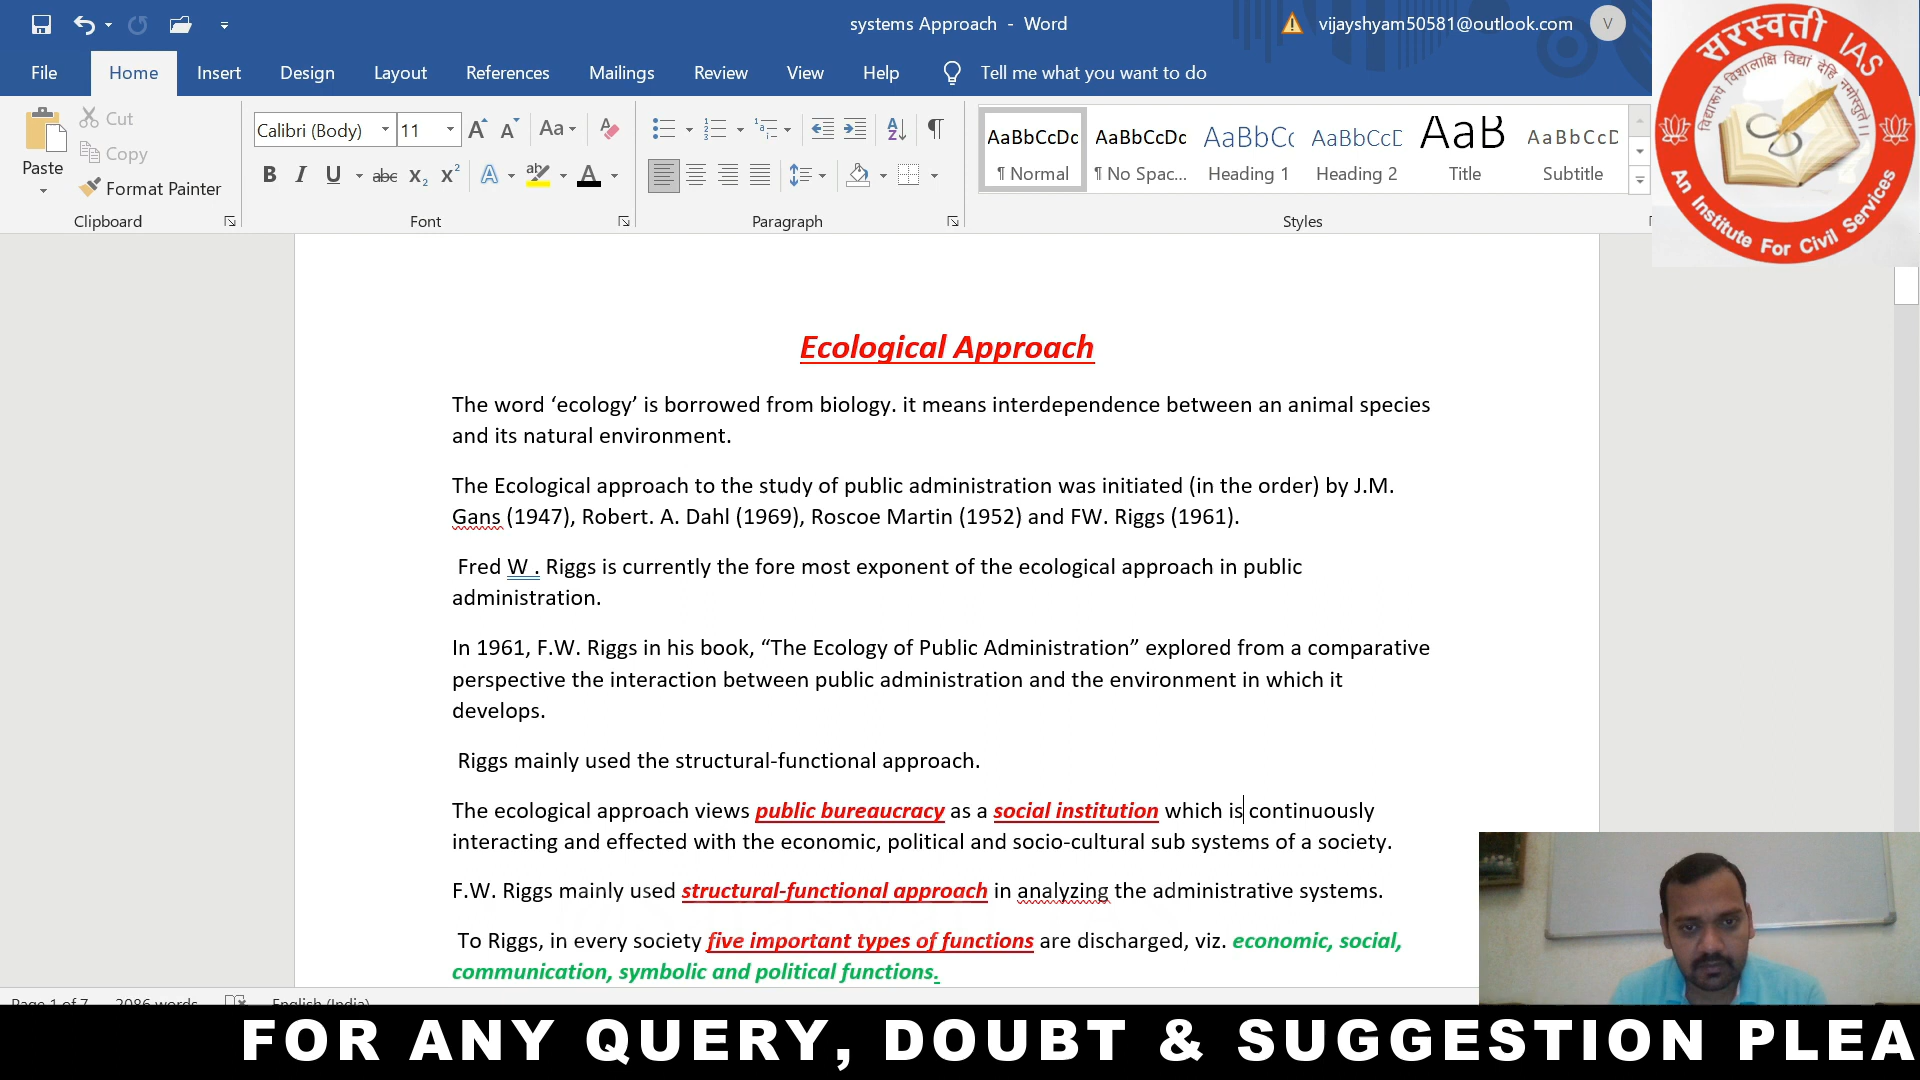 systems Approach - Word
vijayshyam50581@outlook.com
V
File
Home
Insert
Design
Layout
References
Mailings
Review
View
Help
Tell me what you want to do
Paste
Cut
Copy
Format Painter
Clipboard
Calibri (Body)
11
Font
Paragraph
AaBbCcDc
¶ Normal
AaBbCcDc
¶ No Spac...
AaBbCc
Heading 1
AaBbCcD
Heading 2
AaB
Title
AaBbCcD
Subtitle
Styles
सरस्वती IAS
विद्यारूपे विशालाक्षि विद्यां देहि नमोस्तुते।।
An Institute For Civil Services
Ecological Approach
The word ‘ecology’ is borrowed from biology. it means interdependence between an animal species
and its natural environment.
The Ecological approach to the study of public administration was initiated (in the order) by J.M.
Gans (1947), Robert. A. Dahl (1969), Roscoe Martin (1952) and FW. Riggs (1961).
Fred W . Riggs is currently the fore most exponent of the ecological approach in public
administration.
In 1961, F.W. Riggs in his book, “The Ecology of Public Administration” explored from a comparative
perspective the interaction between public administration and the environment in which it
develops.
Riggs mainly used the structural-functional approach.
The ecological approach views public bureaucracy as a social institution which is continuously
interacting and effected with the economic, political and socio-cultural sub systems of a society.
F.W. Riggs mainly used structural-functional approach in analyzing the administrative systems.
To Riggs, in every society five important types of functions are discharged, viz. economic, social,
communication, symbolic and political functions.
Page 1 of 7 2086 words English (India)
FOR ANY QUERY, DOUBT & SUGGESTION PLEA